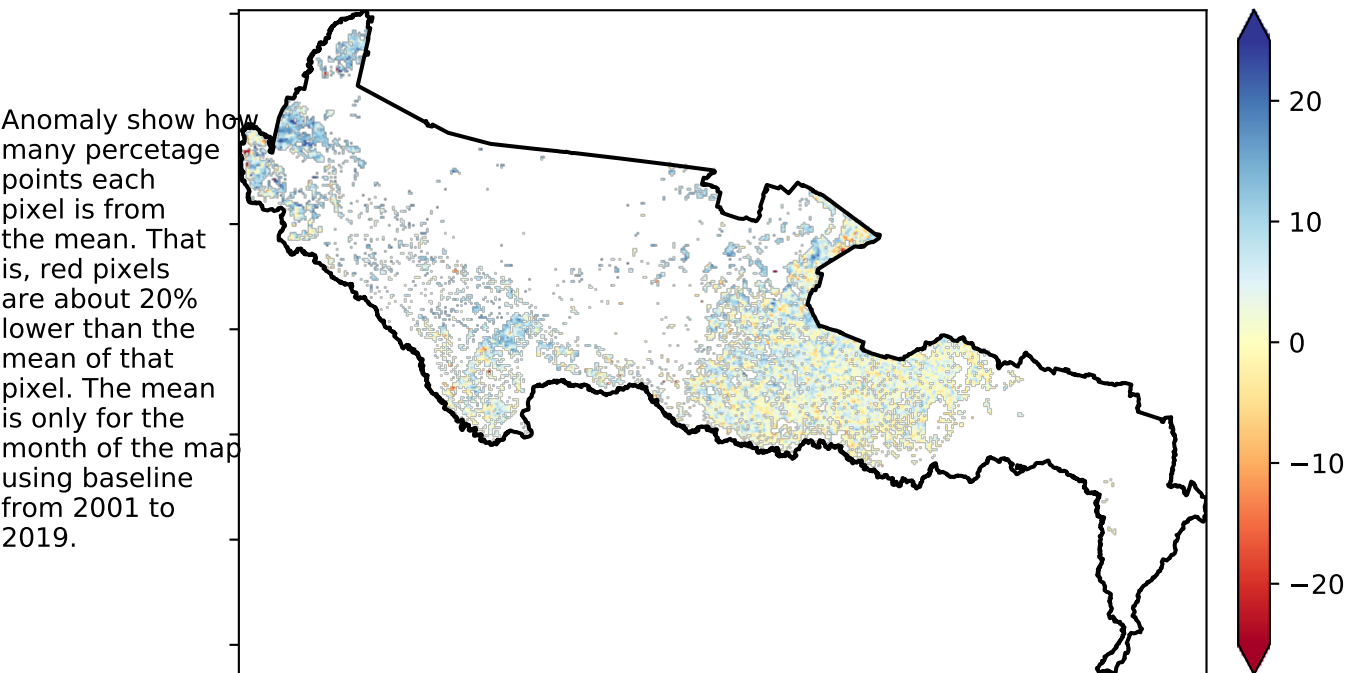 Anomaly show how
many percetage
points each
pixel is from
the mean. That
is, red pixels
are about 20%
lower than the
mean of that
pixel. The mean
is only for the
month of the map
using baseline
from 2001 to
2019.
20
10
0
−10
−20